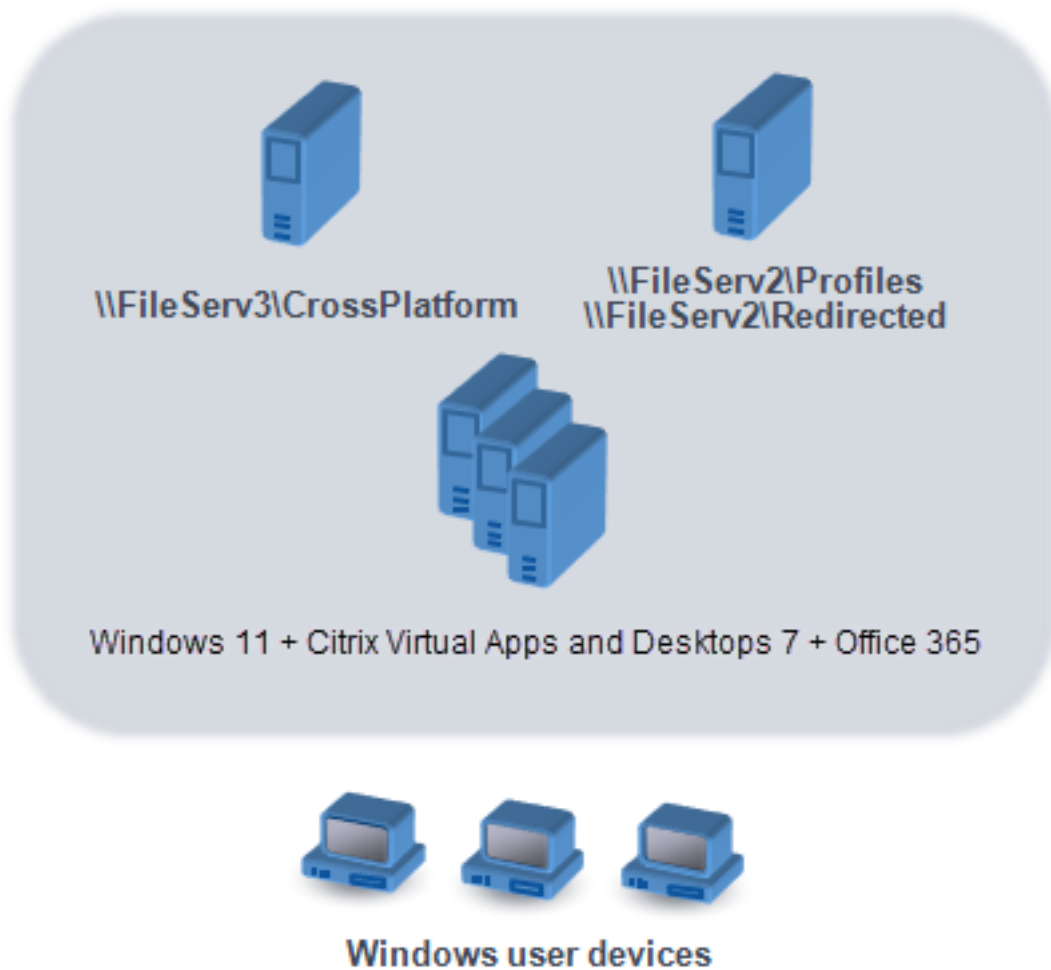 \\FileServ3\CrossPlatform
\\FileServ2\Profiles
\\FileServ2\Redirected
Windows 11 + Citrix Virtual Apps and Desktops 7 + Office 365
Windows user devices